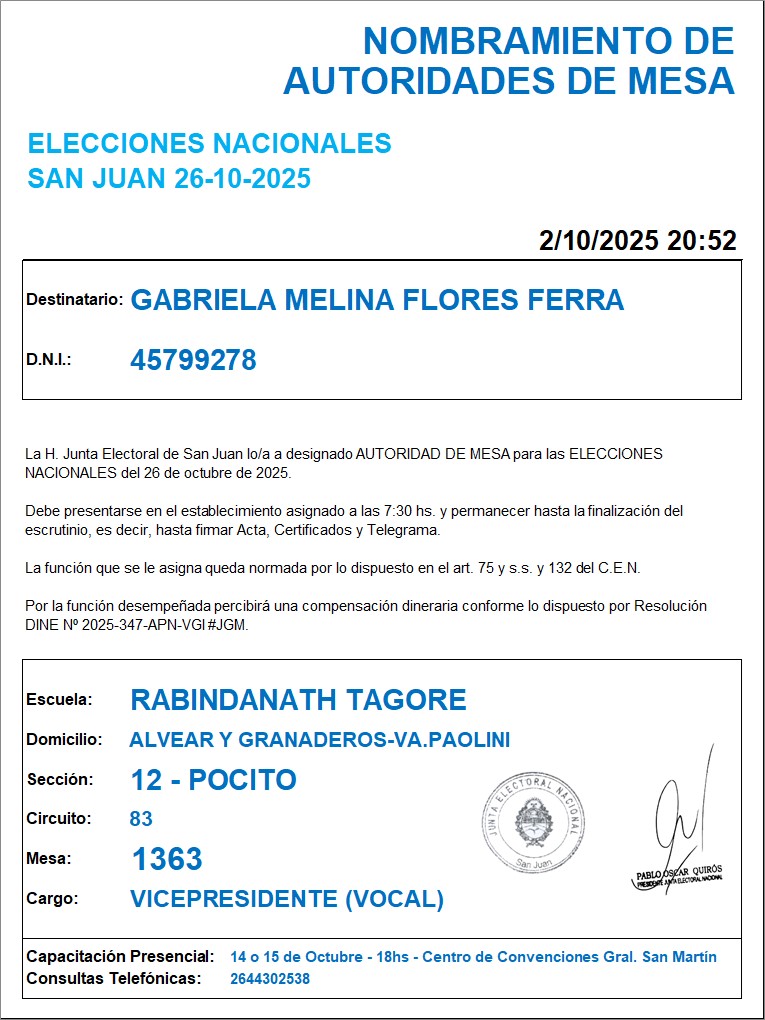 NOMBRAMIENTO DE
AUTORIDADES DE MESA
ELECCIONES NACIONALES
SAN JUAN 26-10-2025
2/10/2025 20:52
Destinatario: GABRIELA MELINA FLORES FERRA
D.N.I.: 45799278
La H. Junta Electoral de San Juan lo/a a designado AUTORIDAD DE MESA para las ELECCIONES
NACIONALES del 26 de octubre de 2025.
Debe presentarse en el establecimiento asignado a las 7:30 hs. y permanecer hasta la finalización del
escrutinio, es decir, hasta firmar Acta, Certificados y Telegrama.
La función que se le asigna queda normada por lo dispuesto en el art. 75 y s.s. y 132 del C.E.N.
Por la función desempeñada percibirá una compensación dineraria conforme lo dispuesto por Resolución
DINE Nº 2025-347-APN-VGI#JGM.
Escuela: RABINDANATH TAGORE
Domicilio: ALVEAR Y GRANADEROS-VA.PAOLINI
Sección: 12 - POCITO
Circuito: 83
Mesa: 1363
Cargo: VICEPRESIDENTE (VOCAL)
JUNTA ELECTORAL NACIONAL
San Juan
PABLO OSCAR QUIRÓS
PRESIDENTE JUNTA ELECTORAL NACIONAL
Capacitación Presencial: 14 o 15 de Octubre - 18hs - Centro de Convenciones Gral. San Martín
Consultas Telefónicas: 2644302538